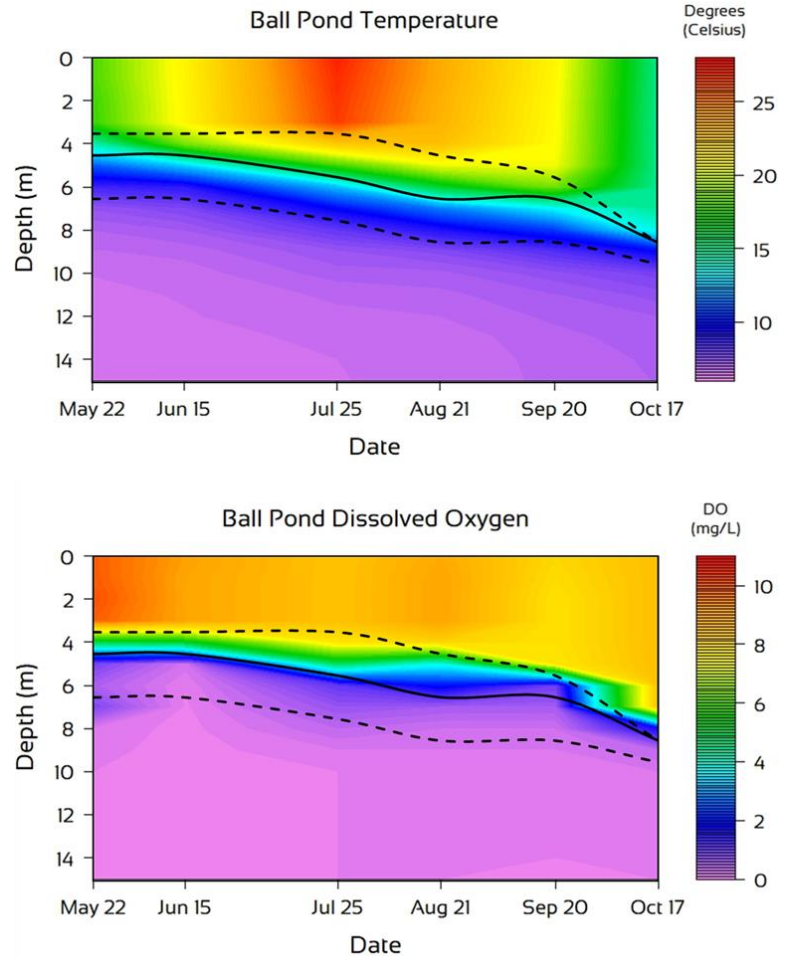 Ball Pond Temperature
Degrees
(Celsius)
0
2
4
6
8
10
12
14
Depth (m)
25
20
15
10
May 22 Jun 15 Jul 25 Aug 21 Sep 20 Oct 17
Date
Ball Pond Dissolved Oxygen
DO
(mg/L)
0
2
4
6
8
10
12
14
Depth (m)
10
8
6
4
2
0
May 22 Jun 15 Jul 25 Aug 21 Sep 20 Oct 17
Date